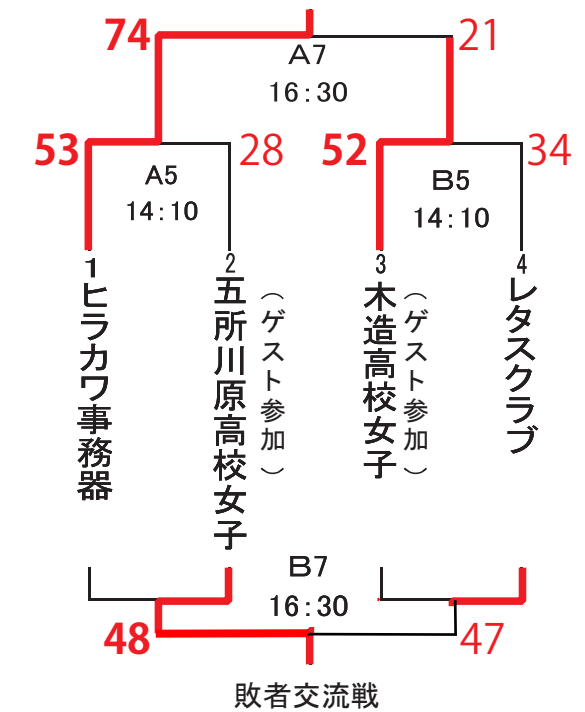 74
21
A7
16:30
53
28
52
34
A5
14:10
B5
14:10
1
ヒラカワ事務器
2
五所川原高校女子
(ゲスト参加)
3
木造高校女子
(ゲスト参加)
4
レタスクラブ
B7
16:30
48
47
敗者交流戦